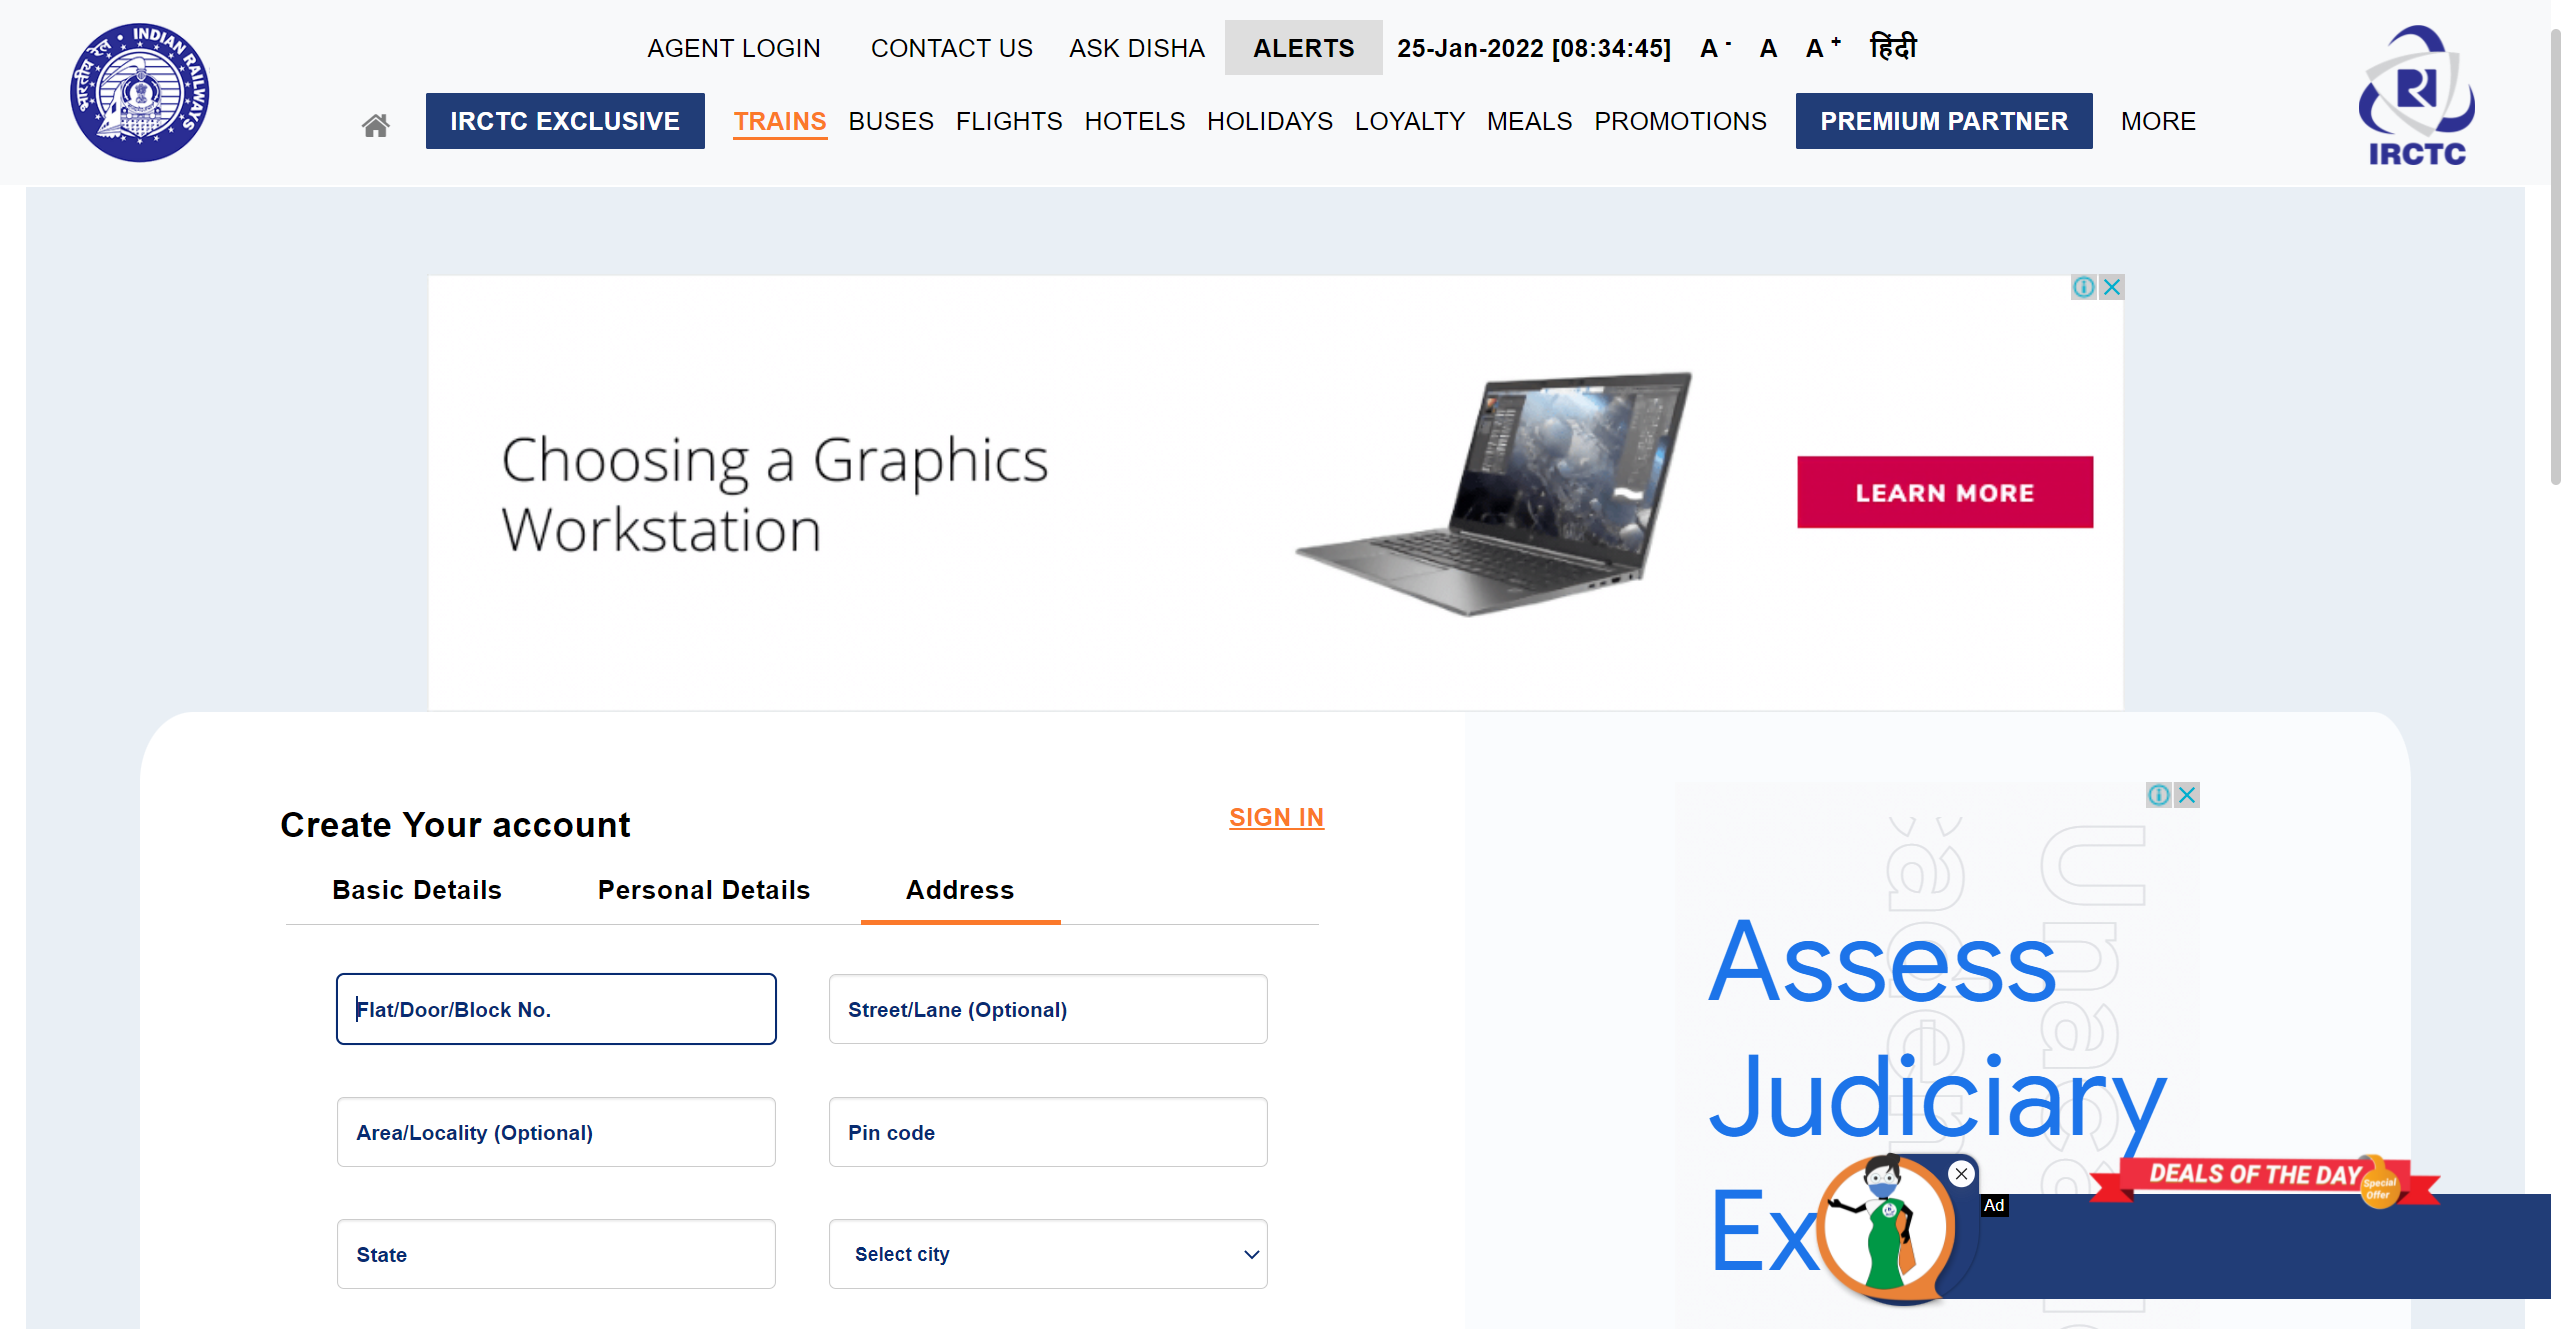 AGENT LOGIN CONTACT US ASK DISHA ALERTS 25-Jan-2022 [08:34:45] A - A A + हिंदी
भारतीय रेल • INDIAN RAILWAYS
IRCTC EXCLUSIVE TRAINS BUSES FLIGHTS HOTELS HOLIDAYS LOYALTY MEALS PROMOTIONS PREMIUM PARTNER MORE
IRCTC
Choosing a Graphics
Workstation
LEARN MORE
Create Your account
SIGN IN
Basic Details Personal Details Address
Flat/Door/Block No. Street/Lane (Optional)
Area/Locality (Optional) Pin code
State Select city
Assess
Judiciary
Ex
DEALS OF THE DAY
Special
Offer
Ad